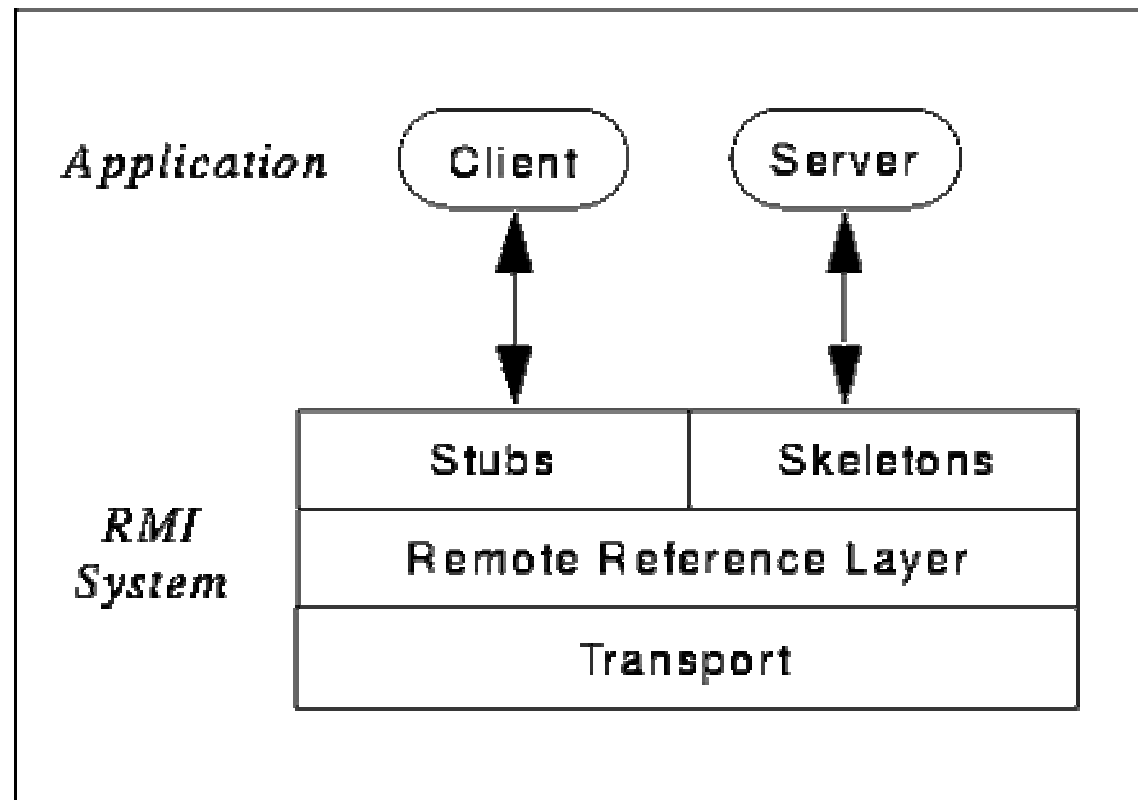 Application
Client
Server
Stubs
Skeletons
RMI
System
Remote Reference Layer
Transport